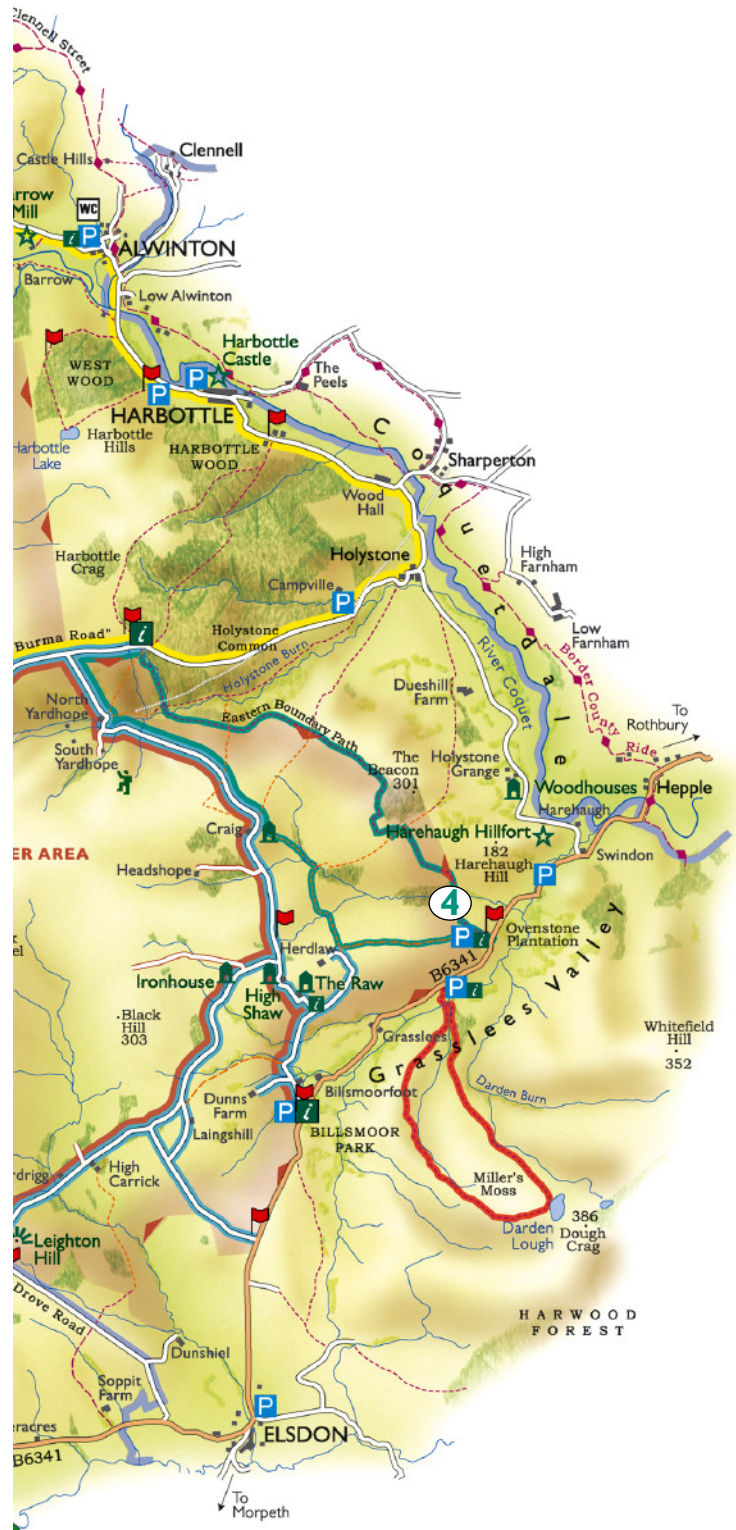 Clennell Street
Clennell
Castle Hills
arrow
Mill
WC
i
P
ALWINTON
Barrow
Low Alwinton
Harbottle
Castle
The
Peels
WEST
WOOD
P
P
HARBOTTLE
Harbottle
Hills
Harbottle
Lake
HARBOTTLE
WOOD
Coquetdale
Sharperton
Wood
Hall
Harbottle
Crag
Holystone
Campville
P
High
Farnham
Low
Farnham
i
Burma Road"
Holystone
Common
Holystone Burn
River Coquet
Border County Ride
North
Yardhope
South
Yardhope
Eastern Boundary Path
Dueshill
Farm
To
Rothbury
The
Beacon
301
Holystone
Grange
Woodhouses
Hepple
Harehaugh
Craig
Harehaugh Hillfort
182
Harehaugh
Hill
Swindon
P
ER AREA
Headshope
4
P
i
Ovenstone
Plantation
B6341
Herdlaw
Ironhouse
High
Shaw
The Raw
i
P
i
Grasslees Valley
Black
Hill
303
Grasslees
Whitefield
Hill
352
Darden Burn
Dunns
Farm
Billsmoorfoot
P
i
BILLSMOOR
PARK
Laingshill
High
Carrick
drigg
Miller's
Moss
Darden
Lough
386
Dough
Crag
Leighton
Hill
HARWOOD
FOREST
Drove Road
Dunshiel
Soppit
Farm
P
ELSDON
eracres
B6341
To
Morpeth